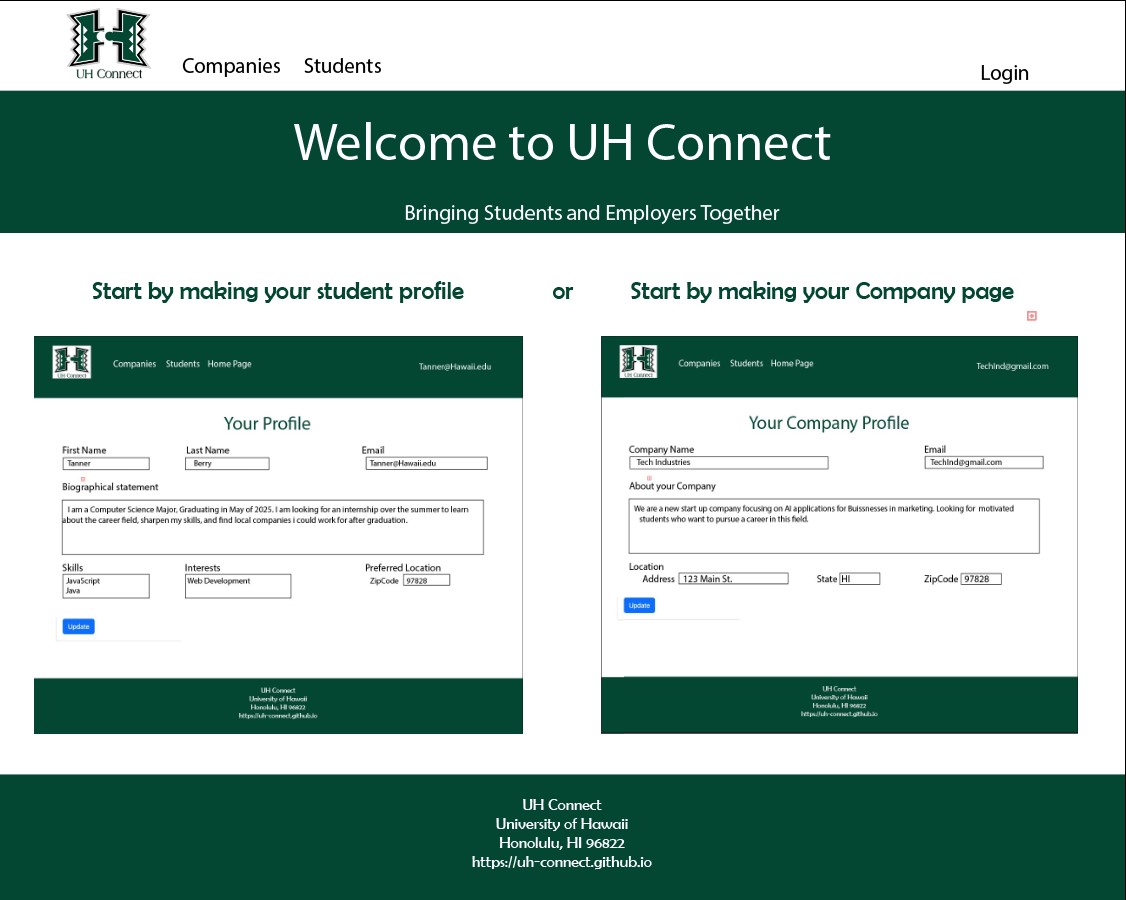 UH Connect
Companies Students
Login
Welcome to UH Connect
Bringing Students and Employers Together
Start by making your student profile
or
Start by making your Company page
UH Connect
Companies Students Home Page
Tanner@Hawaii.edu
Your Profile
First Name Last Name Email
Tanner Berry Tanner@Hawaii.edu
Biographical statement
I am a Computer Science Major, Graduating in May of 2025. I am looking for an internship over the summer to learn
about the career field, sharpen my skills, and find local companies i could work for after graduation.
Skills Interests Preferred Location
JavaScript Web Development ZipCode 97828
Java
Update
UH Connect
University of Hawaii
Honolulu, HI 96822
https://uh-connect.github.io
UH Connect
Companies Students Home Page
TechInd@gmail.com
Your Company Profile
Company Name Email
Tech Industries TechInd@gmail.com
About your Company
We are a new start up company focusing on AI applications for Buissnesses in marketing. Looking for motivated
students who want to pursue a career in this field.
Location
Address 123 Main St. State HI ZipCode 97828
Update
UH Connect
University of Hawaii
Honolulu, HI 96822
https://uh-connect.github.io
UH Connect
University of Hawaii
Honolulu, HI 96822
https://uh-connect.github.io